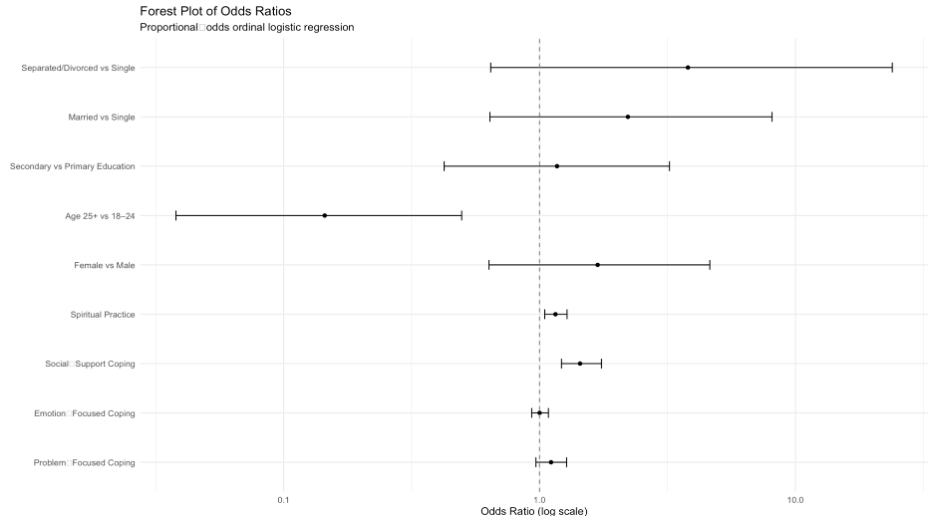 Forest Plot of Odds Ratios
Proportional□odds ordinal logistic regression
Separated/Divorced vs Single
Married vs Single
Secondary vs Primary Education
Age 25+ vs 18–24
Female vs Male
Spiritual Practice
Social□Support Coping
Emotion□Focused Coping
Problem□Focused Coping
0.1
1.0
10.0
Odds Ratio (log scale)